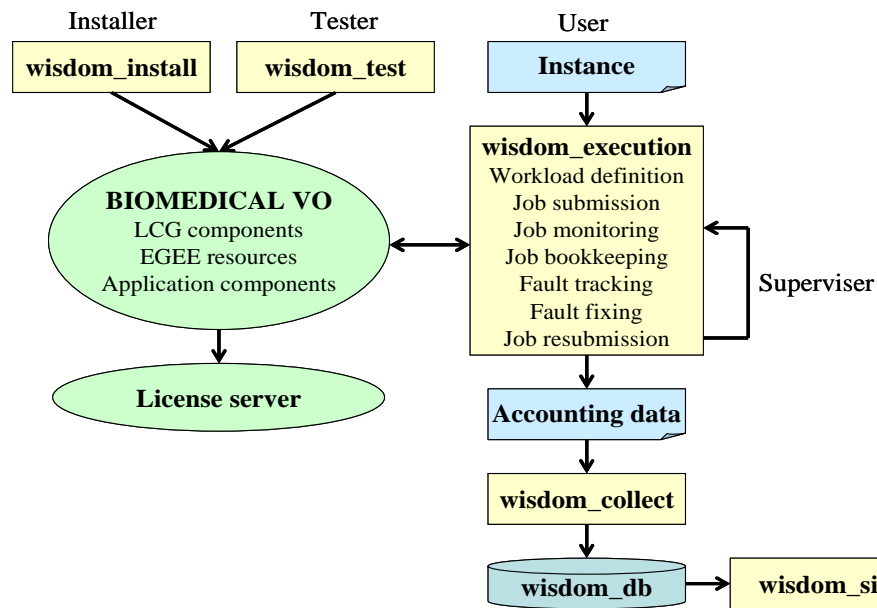 Installer
Tester
User
wisdom_install
wisdom_test
Instance
wisdom_execution
Workload definition
Job submission
Job monitoring
Job bookkeeping
Fault tracking
Fault fixing
Job resubmission
Superviser
BIOMEDICAL VO
LCG components
EGEE resources
Application components
License server
Accounting data
wisdom_collect
wisdom_db